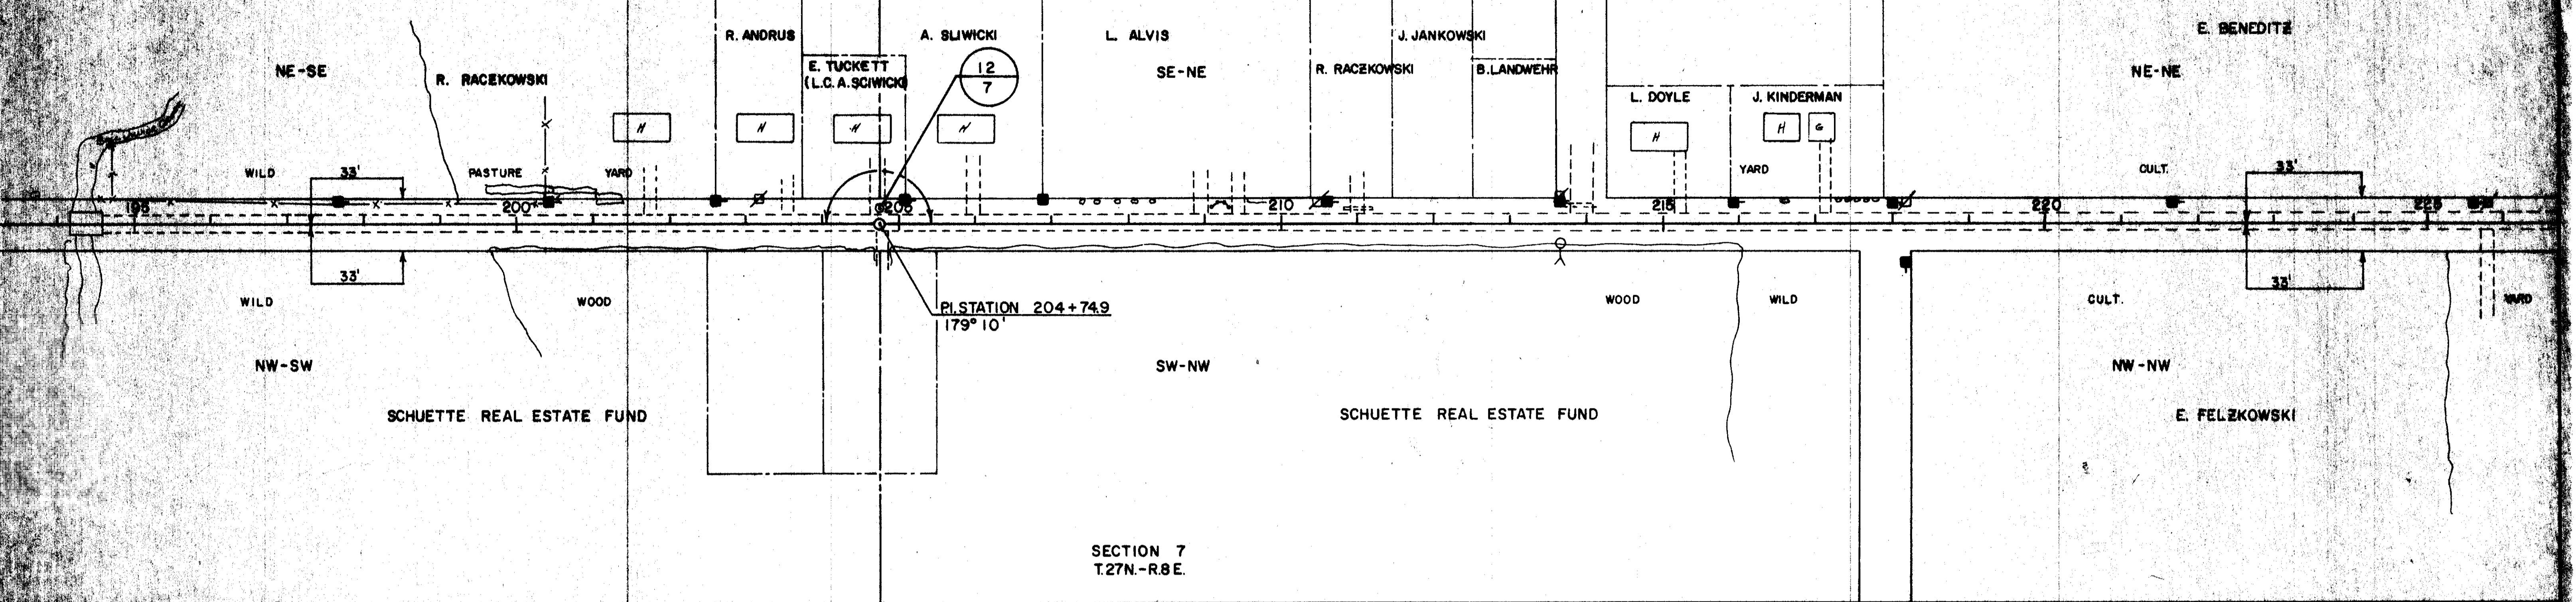 R. ANDRUS
A. SLIWICKI
L. ALVIS
J. JANKOWSKI
E. BENEDITZ
NE-SE
R. RACZKOWSKI
E. TUCKETT
(L.C. A. SCIWICKI)
12
7
SE-NE
R. RACZKOWSKI
B. LANDWEHR
NE-NE
L. DOYLE
J. KINDERMAN
H
H
H
H
H
H
G
WILD
33'
PASTURE
YARD
YARD
CULT.
33'
195
200
205
210
215
220
225
33'
33'
WILD
WOOD
P.I. STATION 204+74.9
179° 10'
WOOD
WILD
CULT.
YARD
NW-SW
SW-NW
NW-NW
SCHUETTE REAL ESTATE FUND
SCHUETTE REAL ESTATE FUND
E. FELZKOWSKI
SECTION 7
T.27N.-R.8E.